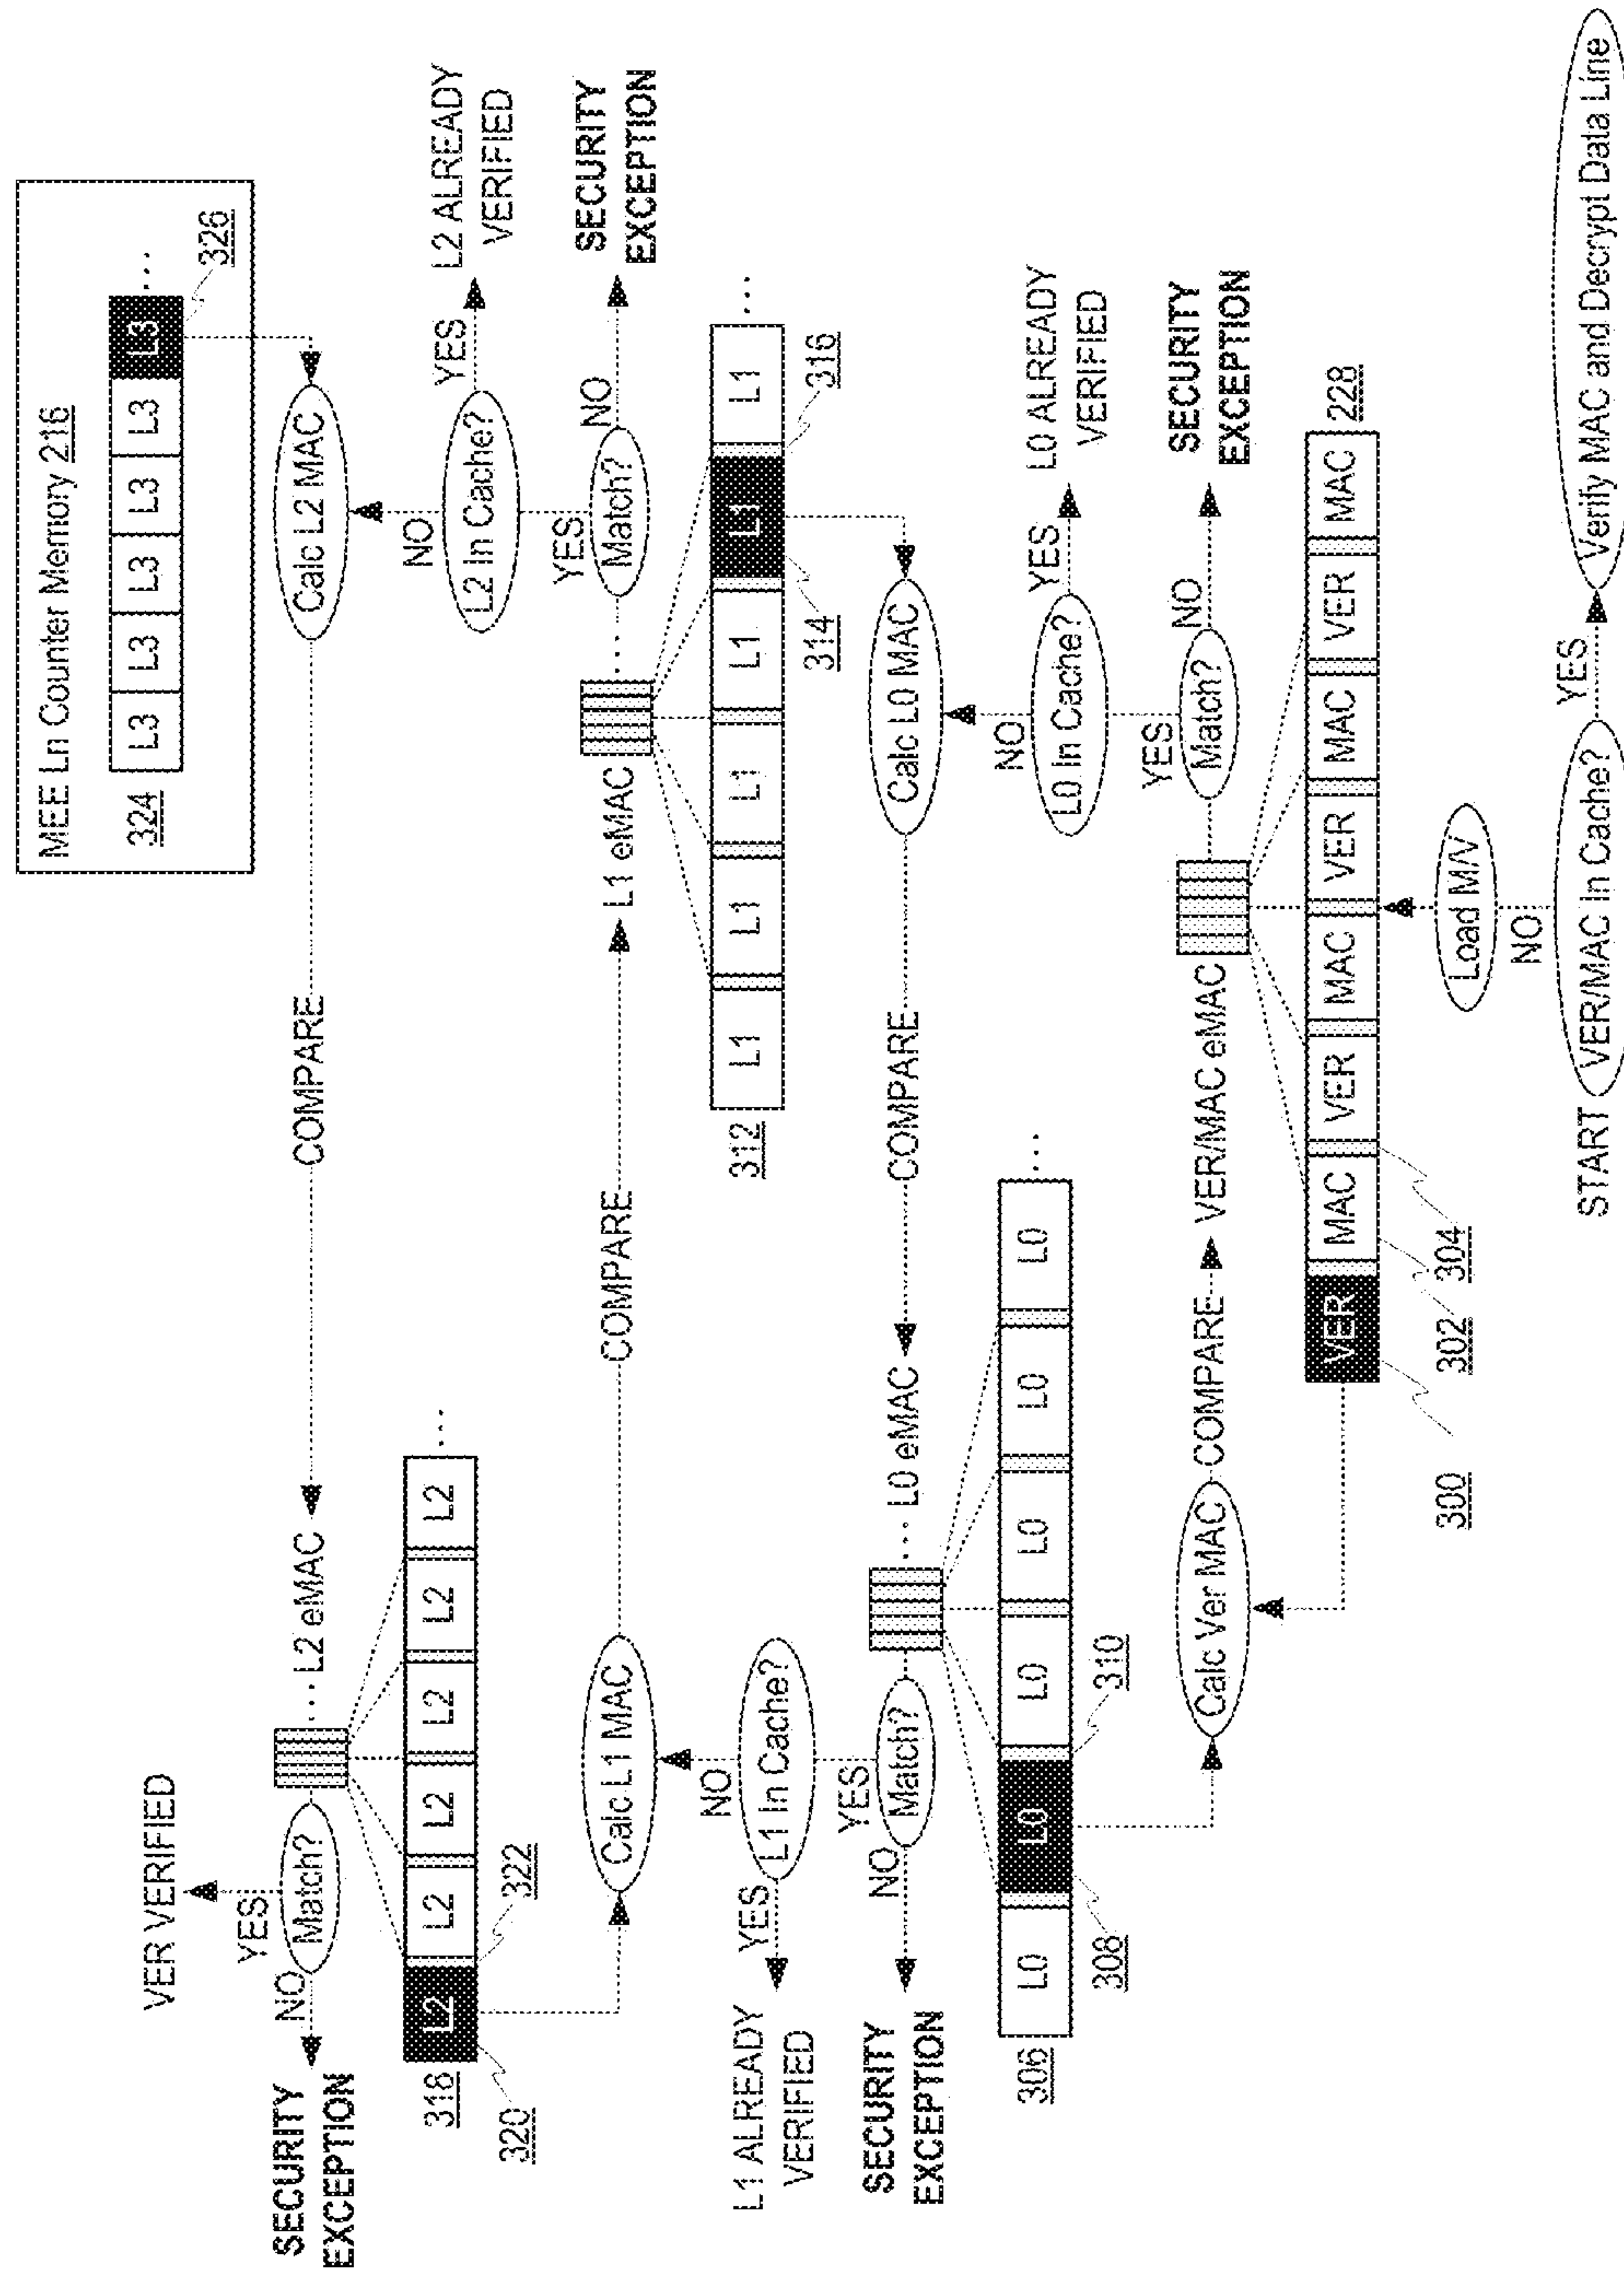 MEE Ln Counter Memory 216
324
L3 L3 L3 L3 L3 ...
326
VER VERIFIED
YES
NO
Match?
SECURITY
EXCEPTION
... L2 eMAC
COMPARE
Calc L2 MAC
318
L2 L2 L2 L2 L2 L2 ...
320
322
NO
L2 In Cache?
YES
L2 ALREADY
VERIFIED
YES
Match?
NO
SECURITY
EXCEPTION
Calc L1 MAC
COMPARE
L1 eMAC
...
312
L1 L1 L1 L1 L1 L1 ...
314
316
NO
L1 In Cache?
YES
L1 ALREADY
VERIFIED
YES
Match?
NO
SECURITY
EXCEPTION
... L0 eMAC
COMPARE
Calc L0 MAC
306
L0 L0 L0 L0 L0 L0 ...
308
310
NO
L0 In Cache?
YES
L0 ALREADY
VERIFIED
YES
Match?
NO
SECURITY
EXCEPTION
Calc Ver MAC
COMPARE
VER/MAC eMAC
VER MAC VER MAC VER MAC VER MAC
228
300
302
304
Load M/V
NO
START
VER/MAC In Cache?
YES
Verify MAC and Decrypt Data Line